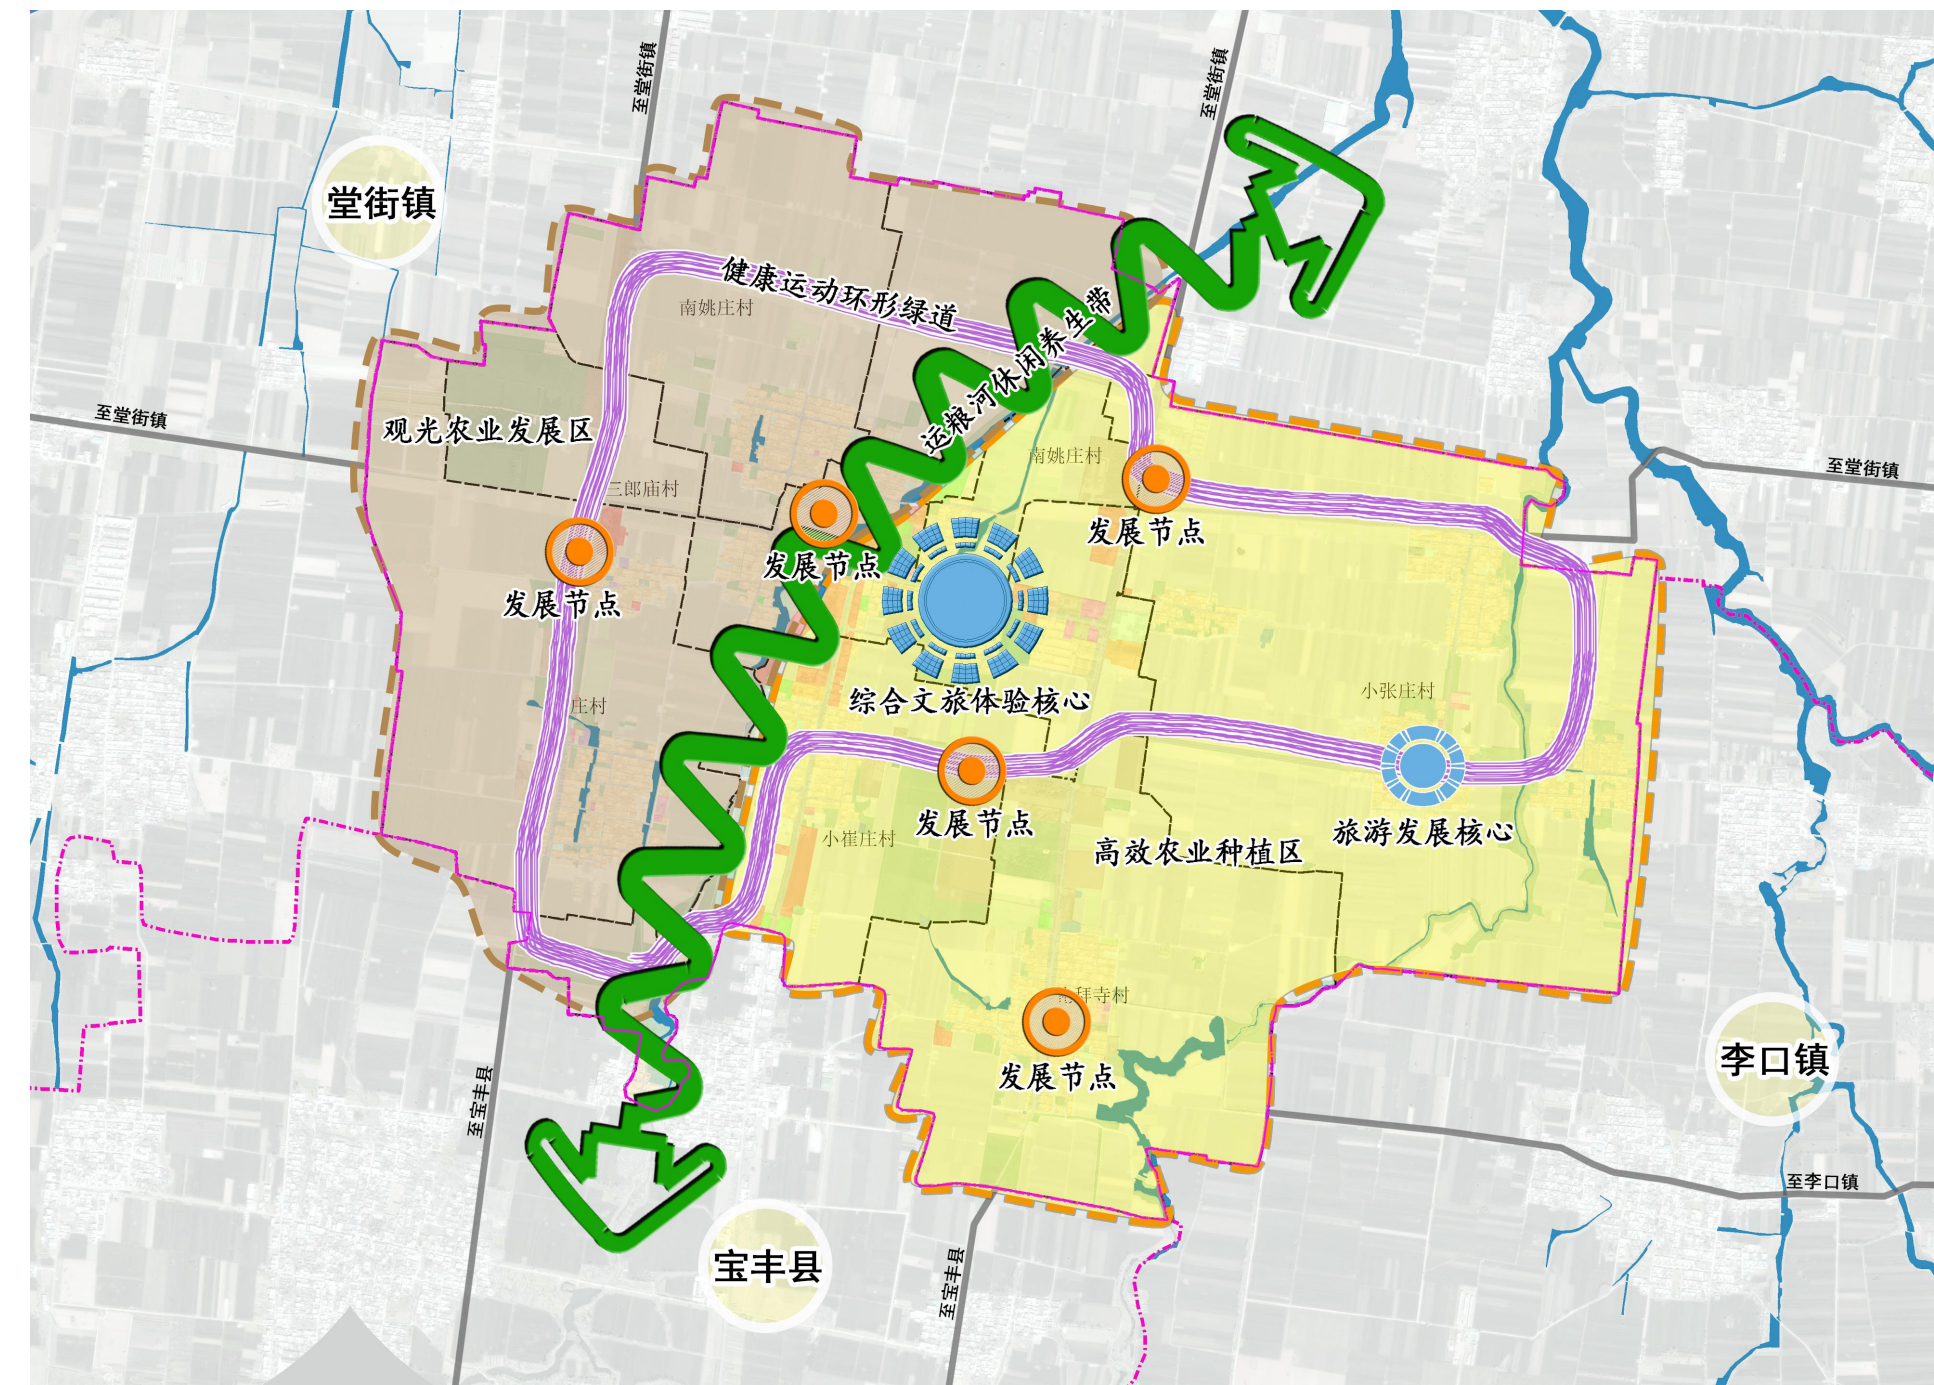 至堂街镇
至堂街镇
堂街镇
健康运动环形绿道
南姚庄村
运粮河休闲养生带
至堂街镇
观光农业发展区
南姚庄村
至堂街镇
三郎庙村
发展节点
发展节点
发展节点
综合文旅体验核心
小张庄村
庄村
发展节点
小崔庄村
高效农业种植区
旅游发展核心
拜寺村
发展节点
李口镇
至宝丰县
至李口镇
宝丰县
至宝丰县